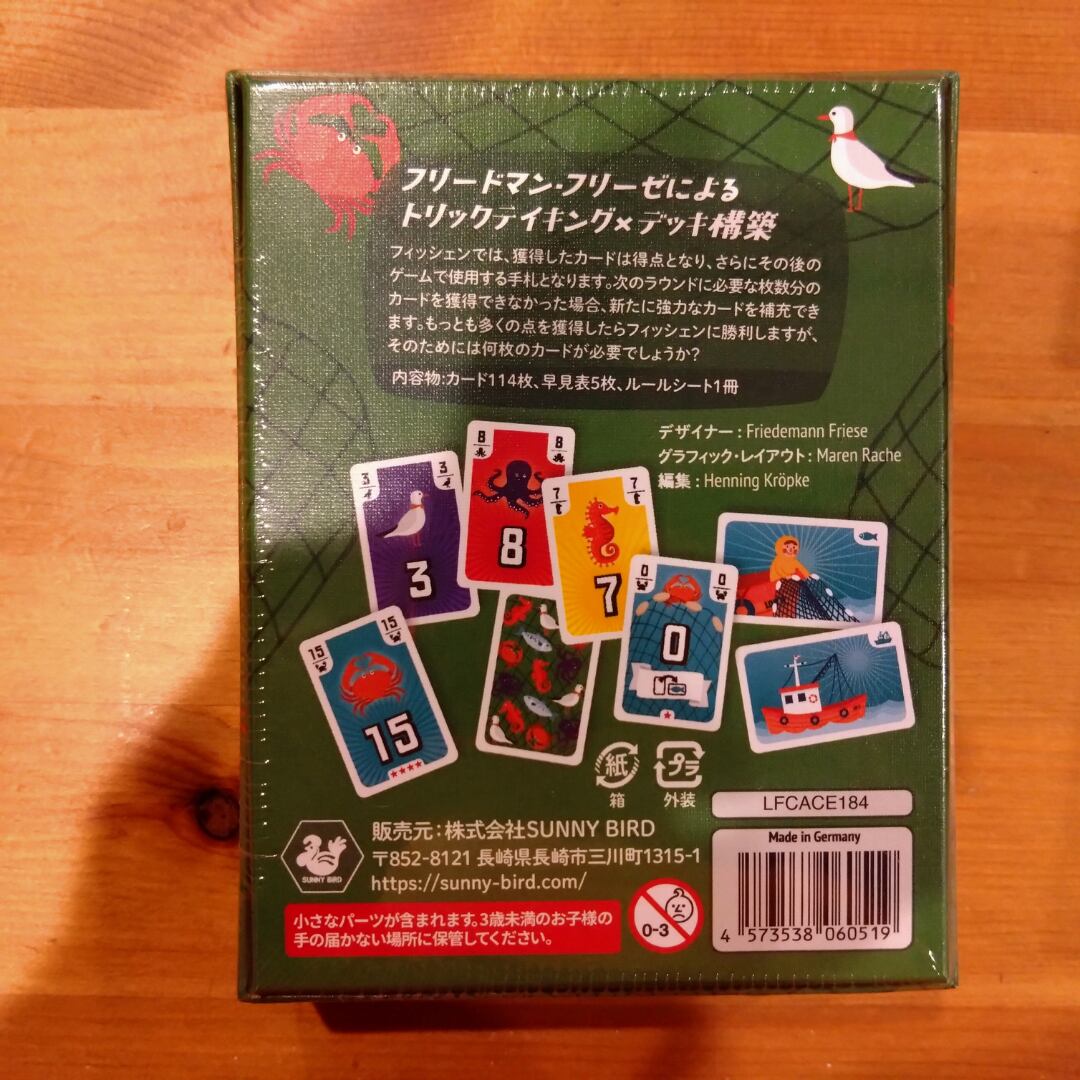 フリードマン・フリーゼによる
トリックテイキング×デッキ構築
フィッシェンでは、獲得したカードは得点となり、さらにその後の
ゲームで使用する手札となります。次のラウンドに必要な枚数分の
カードを獲得できなかった場合、新たに強力なカードを補充でき
ます。もっとも多くの点を獲得したらフィッシェンに勝利しますが、
そのためには何枚のカードが必要でしょうか?
内容物:カード114枚、早見表5枚、ルールシート1冊
デザイナー：Friedemann Friese
グラフィック・レイアウト：Maren Rache
編集：Henning Kröpke
3 3
3
8 8
8
7 7
7
0 0
0
15 15
15
紙
箱
プラ
外装
LFCACE184
Made in Germany
4 573538 060519
SUNNY BIRD
販売元：株式会社SUNNY BIRD
〒852-8121 長崎県長崎市三川町1315-1
https://sunny-bird.com/
小さなパーツが含まれます。3歳未満のお子様の
手の届かない場所に保管してください。
0-3